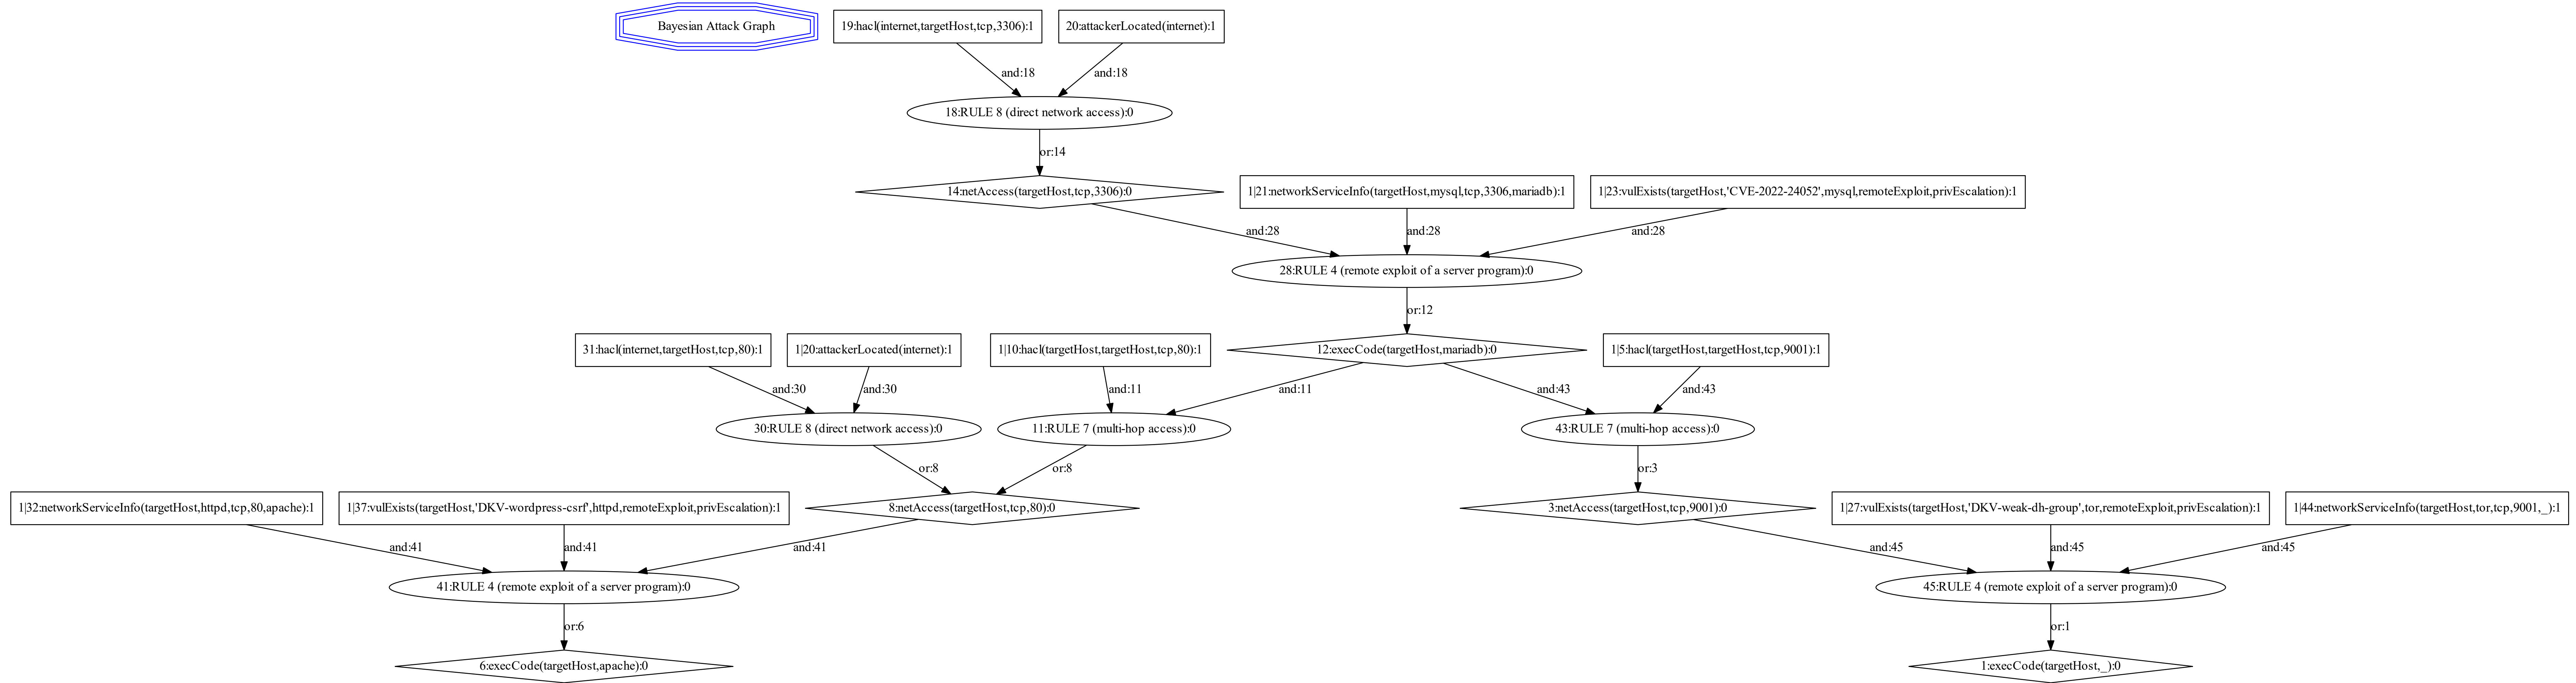 Bayesian Attack Graph
19:hacl(internet,targetHost,tcp,3306):1
20:attackerLocated(internet):1
and:18
and:18
18:RULE 8 (direct network access):0
or:14
14:netAccess(targetHost,tcp,3306):0
1|21:networkServiceInfo(targetHost,mysql,tcp,3306,mariadb):1
1|23:vulExists(targetHost,'CVE-2022-24052',mysql,remoteExploit,privEscalation):1
and:28
and:28
and:28
28:RULE 4 (remote exploit of a server program):0
or:12
31:hacl(internet,targetHost,tcp,80):1
1|20:attackerLocated(internet):1
1|10:hacl(targetHost,targetHost,tcp,80):1
12:execCode(targetHost,mariadb):0
1|5:hacl(targetHost,targetHost,tcp,9001):1
and:30
and:30
and:11
and:11
and:43
and:43
30:RULE 8 (direct network access):0
11:RULE 7 (multi-hop access):0
43:RULE 7 (multi-hop access):0
or:8
or:8
or:3
1|32:networkServiceInfo(targetHost,httpd,tcp,80,apache):1
1|37:vulExists(targetHost,'DKV-wordpress-csrf',httpd,remoteExploit,privEscalation):1
8:netAccess(targetHost,tcp,80):0
3:netAccess(targetHost,tcp,9001):0
1|27:vulExists(targetHost,'DKV-weak-dh-group',tor,remoteExploit,privEscalation):1
1|44:networkServiceInfo(targetHost,tor,tcp,9001,_):1
and:41
and:41
and:41
and:45
and:45
and:45
41:RULE 4 (remote exploit of a server program):0
45:RULE 4 (remote exploit of a server program):0
or:6
or:1
6:execCode(targetHost,apache):0
1:execCode(targetHost,_):0